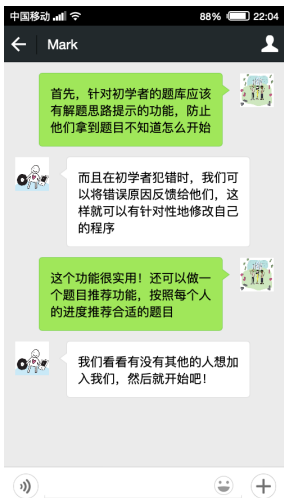 中国移动 88% 22:04
Mark
首先，针对初学者的题库应该
有解题思路提示的功能，防止
他们拿到题目不知道怎么开始
而且在初学者犯错时，我们可
以将错误原因反馈给他们，这
样就可以有针对性地修改自己
的程序
这个功能很实用！还可以做一
个题目推荐功能，按照每个人
的进度推荐合适的题目
我们看看有没有其他的人想加
入我们，然后就开始吧！